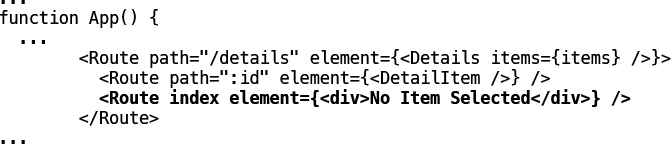 ...
function App() {
  ...
        <Route path="/details" element={<Details items={items} />}>
          <Route path=":id" element={<DetailItem />} />
          <Route index element={<div>No Item Selected</div>} />
        </Route>
...